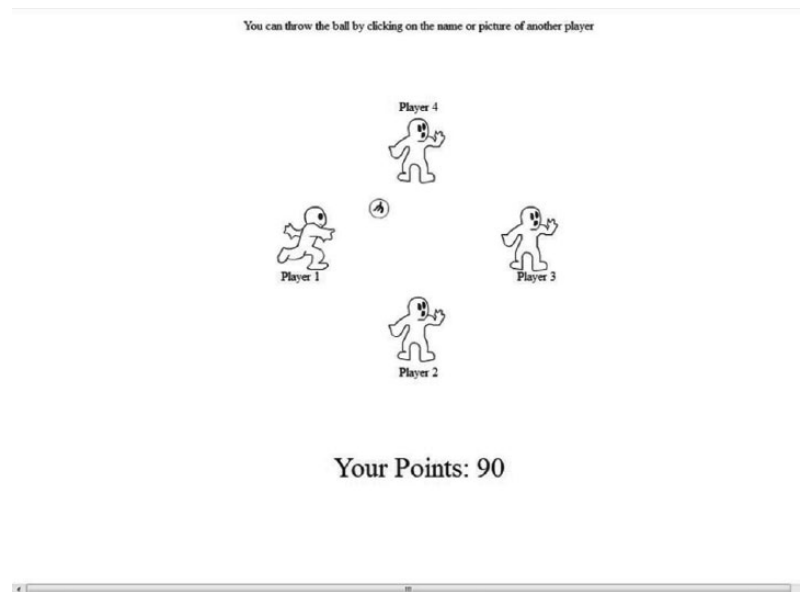 You can throw the ball by clicking on the name or picture of another player
Player 4
Player 1
Player 3
Player 2
Your Points: 90